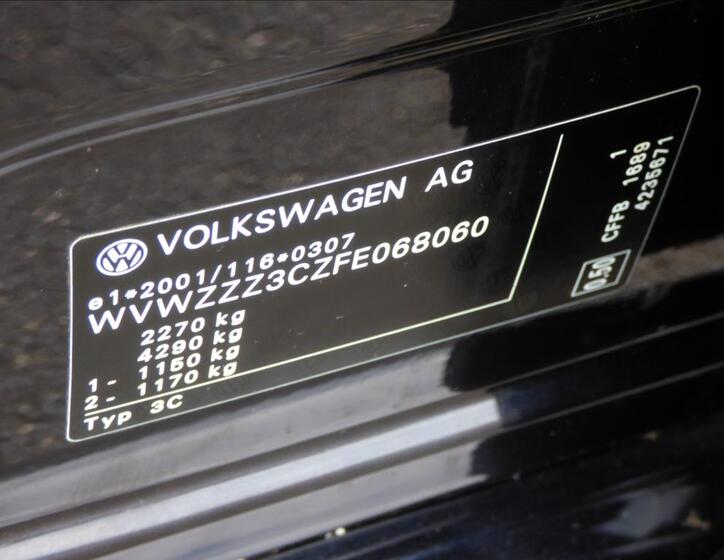 VOLKSWAGEN AG
e1*2001/116*0307
WVWZZZ3CZFE068060
2270 kg
4290 kg
1- 1150 kg
2- 1170 kg
Typ 3C
1
CFFB 1689
4235671
0.50